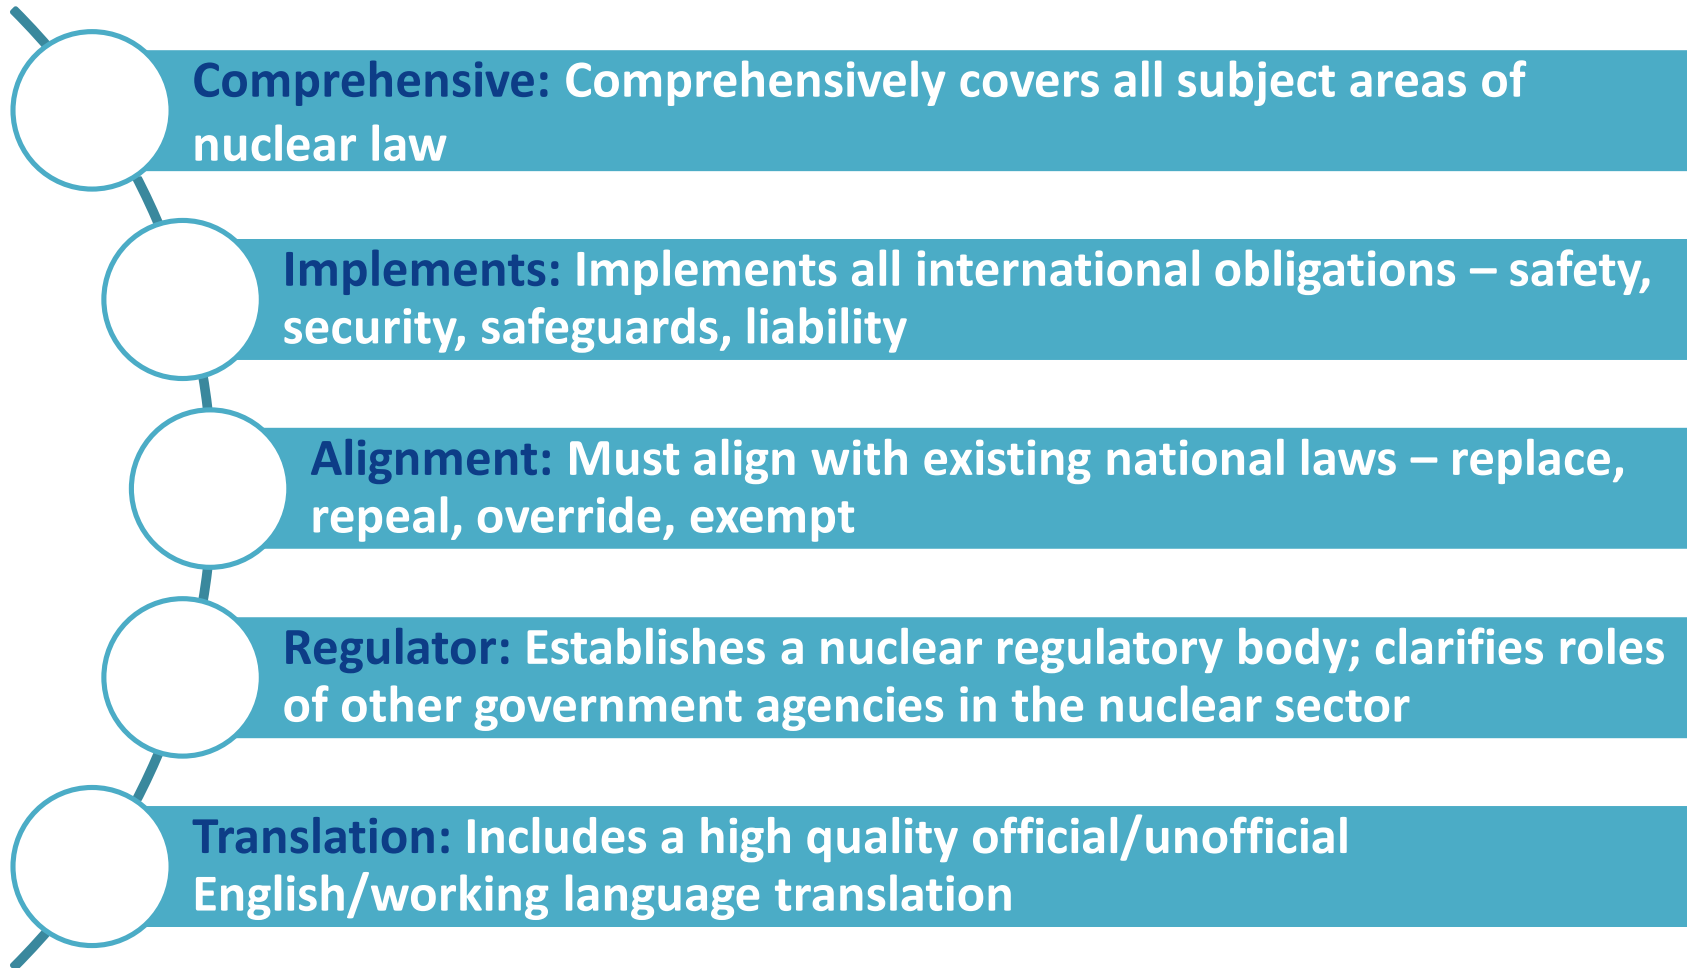 Comprehensive: Comprehensively covers all subject areas of
nuclear law
Implements: Implements all international obligations – safety,
security, safeguards, liability
Alignment: Must align with existing national laws – replace,
repeal, override, exempt
Regulator: Establishes a nuclear regulatory body; clarifies roles
of other government agencies in the nuclear sector
Translation: Includes a high quality official/unofficial
English/working language translation